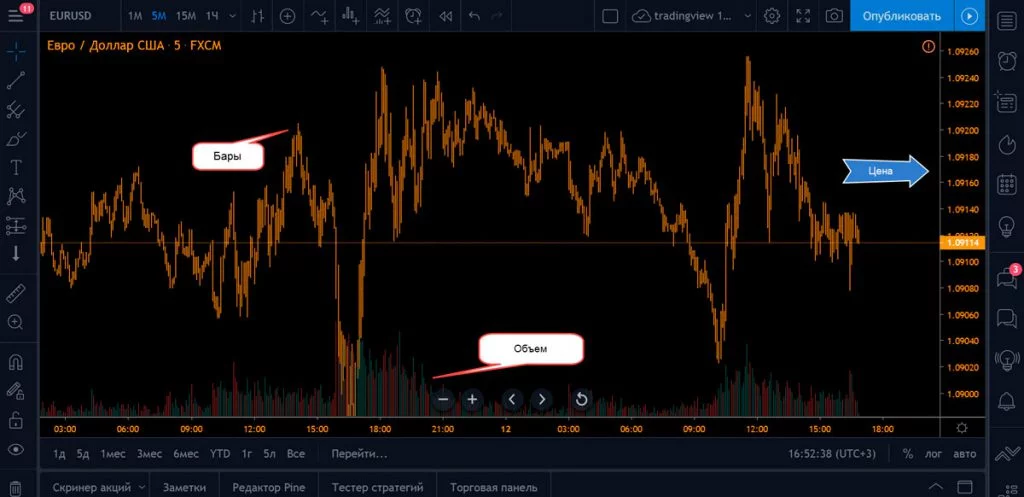 11
EURUSD
1М 5М 15М 1Ч
tradingview 1...
Опубликовать
Евро / Доллар США · 5 · FXCM
1.09260
1.09240
1.09220
1.09200
1.09180
1.09160
1.09140
1.09120
1.09114
1.09100
1.09080
1.09060
1.09040
1.09020
1.09000
Бары
Цена
3
Объем
03:00 06:00 09:00 12:00 15:00 18:00 21:00 12 03:00 06:00 09:00 12:00 15:00 18:00
1д 5д 1мес 3мес 6мес YTD 1г 5л Все Перейти... 16:52:38 (UTC+3) % лог авто
Скринер акций Заметки Редактор Pine Тестер стратегий Торговая панель